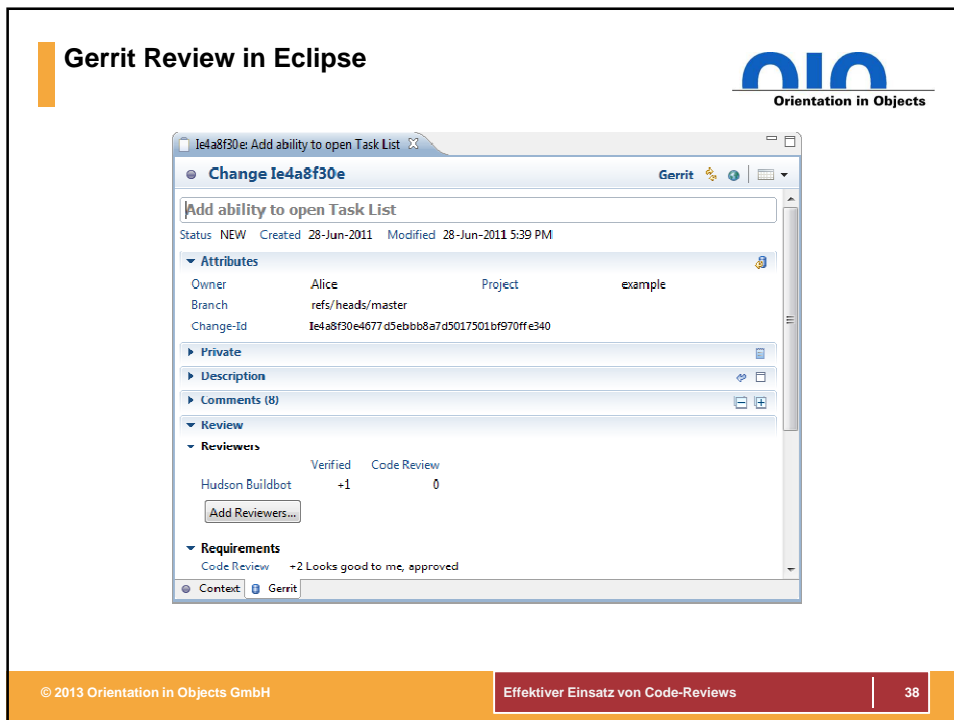 Gerrit Review in Eclipse
OIO
Orientation in Objects
Ie4a8f30e: Add ability to open Task List
Change Ie4a8f30e
Gerrit
Add ability to open Task List
Status NEW Created 28-Jun-2011 Modified 28-Jun-2011 5:39 PM
Attributes
Owner Alice Project example
Branch refs/heads/master
Change-Id Ie4a8f30e4677d5ebbb8a7d5017501bf970ffe340
Private
Description
Comments (8)
Review
Reviewers
Verified Code Review
Hudson Buildbot +1 0
Add Reviewers...
Requirements
Code Review +2 Looks good to me, approved
Context Gerrit
© 2013 Orientation in Objects GmbH
Effektiver Einsatz von Code-Reviews
38